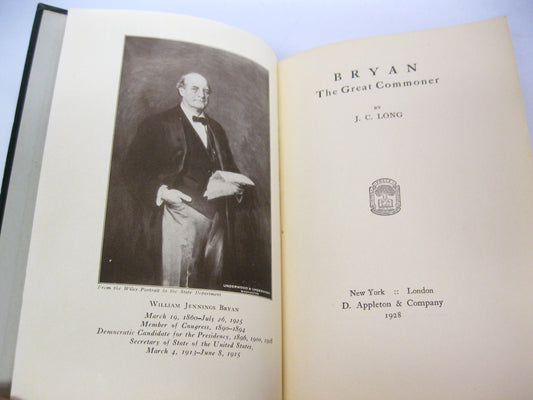 UNDERWOOD & UNDERWOOD
From the Wiles Portrait in the State Department
WILLIAM JENNINGS BRYAN
March 19, 1860–July 26, 1925
Member of Congress, 1890–1894
Democratic Candidate for the Presidency, 1896, 1900, 1908
Secretary of State of the United States,
March 4, 1913–June 8, 1915
BRYAN
The Great Commoner
BY
J. C. LONG
New York :: London
D. Appleton & Company
1928